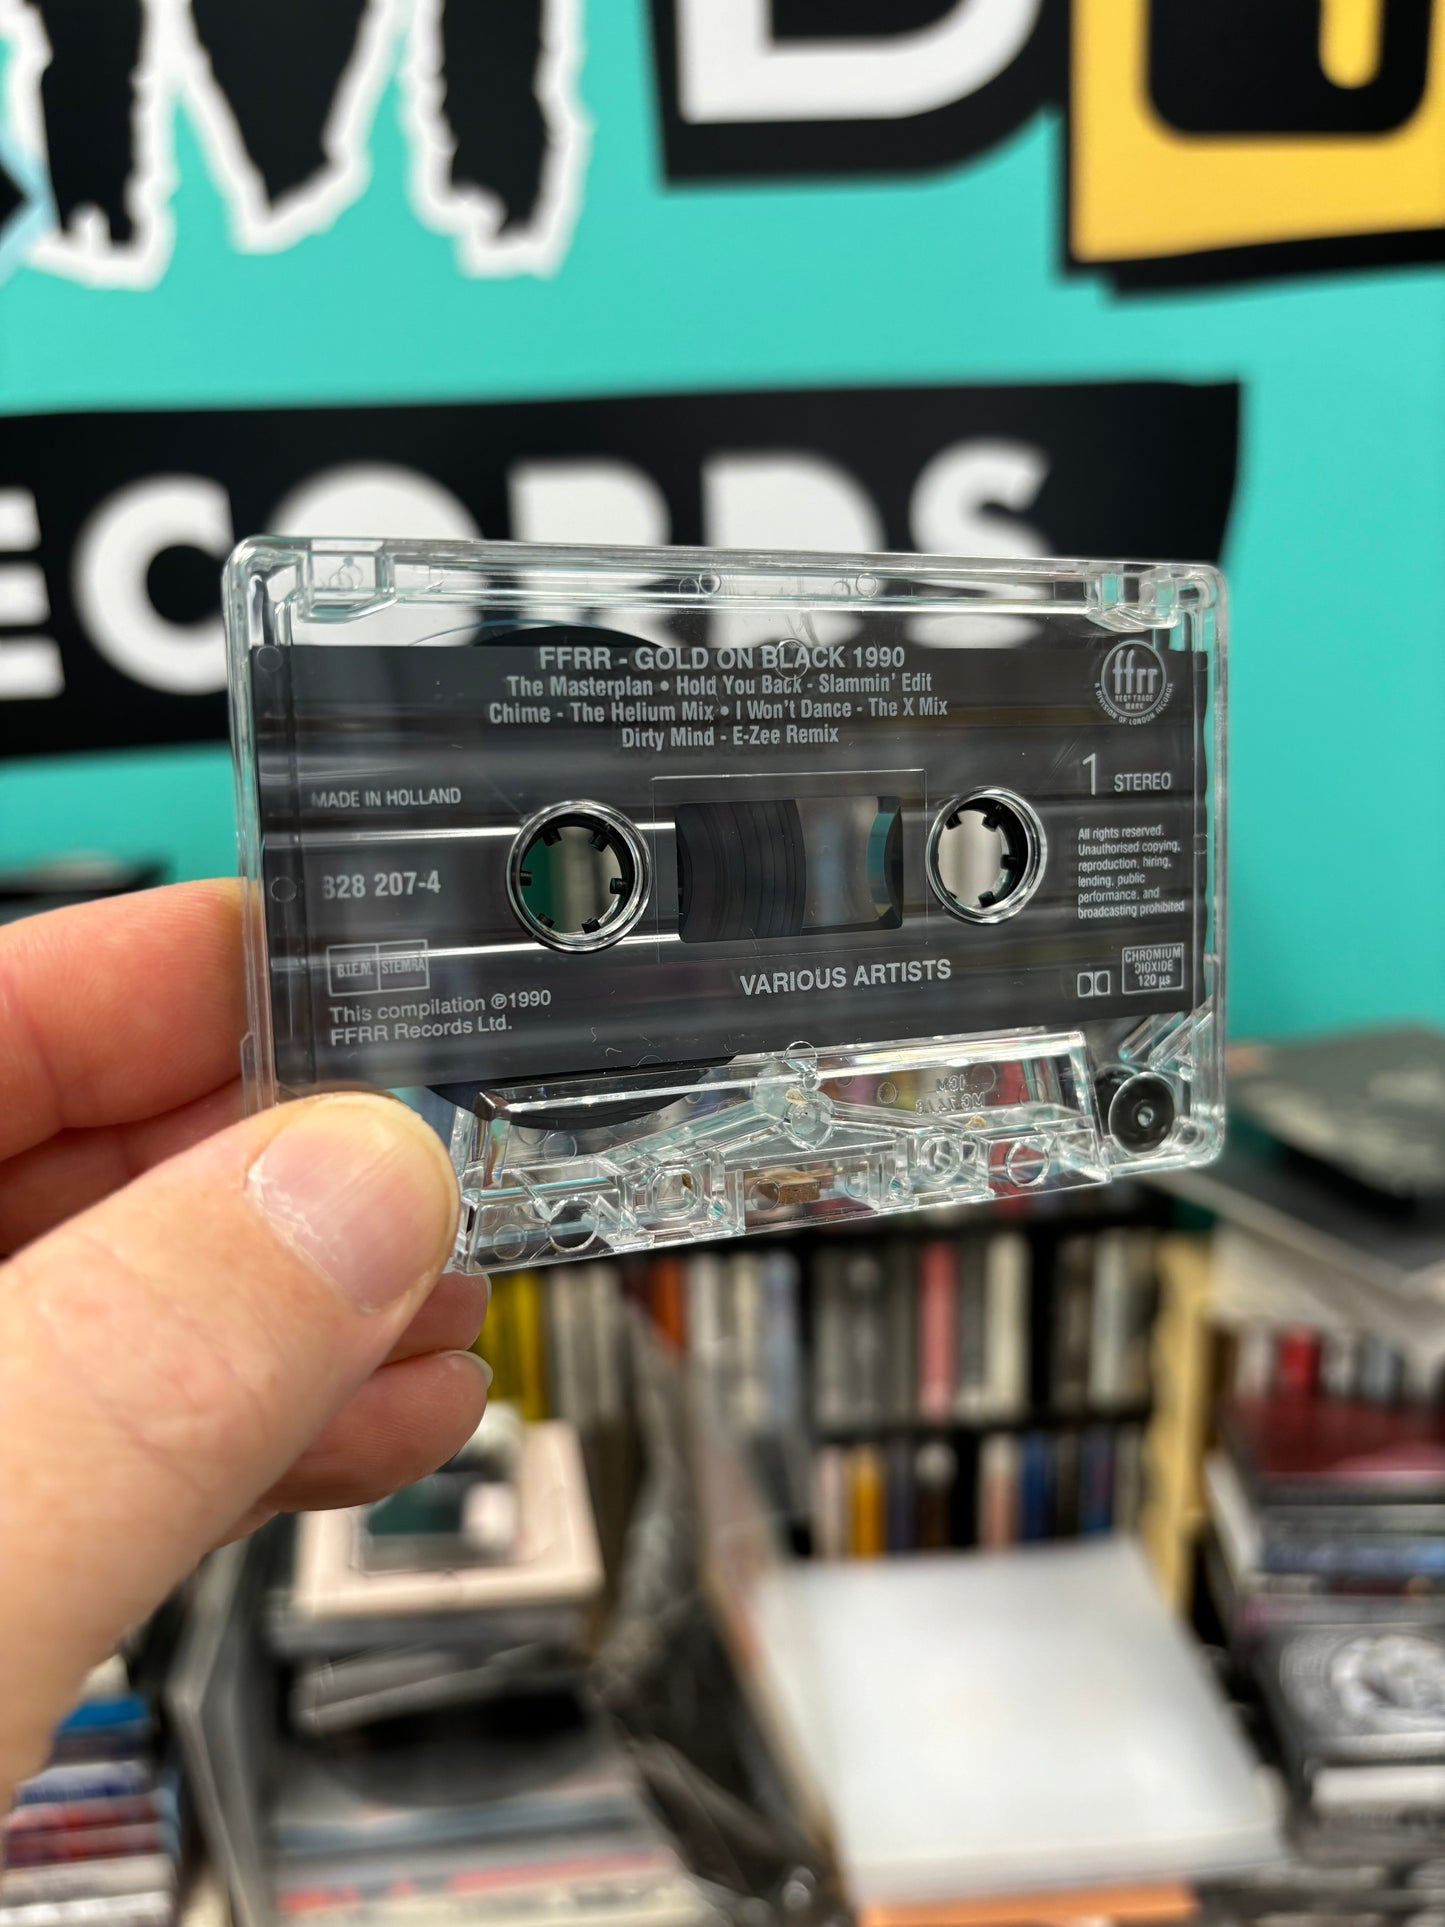 RECORDS
FFRR - GOLD ON BLACK 1990
The Masterplan • Hold You Back - Slammin' Edit
Chime - The Helium Mix • I Won't Dance - The X Mix
Dirty Mind - E-Zee Remix
ffrr
REG° TRADE
MARK
A DIVISION OF LONDON RECORDS
MADE IN HOLLAND
1 STEREO
828 207-4
All rights reserved.
Unauthorised copying,
reproduction, hiring,
lending, public
performance, and
broadcasting prohibited
B.I.E.M. STEMRA
VARIOUS ARTISTS
CHROMIUM
DIOXIDE
120 µs
This compilation ℗1990
FFRR Records Ltd.